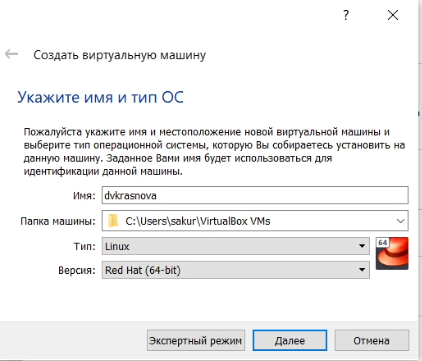 ?
Создать виртуальную машину
Укажите имя и тип ОС
Пожалуйста укажите имя и местоположение новой виртуальной машины и
выберите тип операционной системы, которую Вы собираетесь установить на
данную машину. Заданное Вами имя будет использоваться для
идентификации данной машины.
Имя: dvkrasnova
Папка машины: C:\Users\sakur\VirtualBox VMs
Тип: Linux
64
Версия: Red Hat (64-bit)
Экспертный режим Далее Отмена